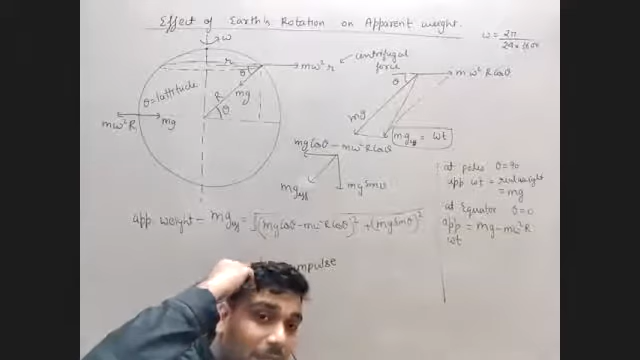 Effect of Earth's Rotation on Apparent weight.
ω = 2π / 24×3600
ω
r
mω²r
centrifugal force
θ
mg
θ = lattitude
R
θ
mω²R
mg
θ
mω²Rcosθ
mg
mg_eff = wt
mgcosθ − mω²Rcosθ
mg_eff
mgsinθ
at poles θ=90
app wt = real weight
= mg
at Equator θ=0
app wt = mg − mω²R
app weight = mg_eff = √(mgcosθ − mω²Rcosθ)² + (mgsinθ)²
mpulse